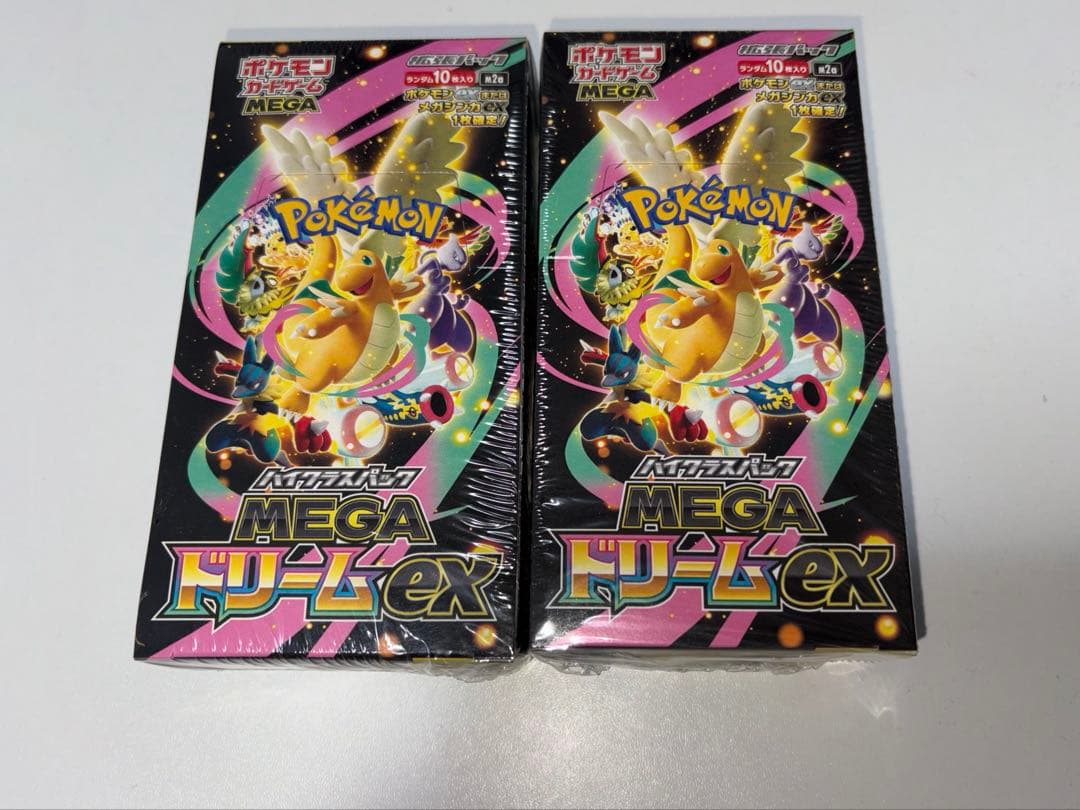 ポケモン
カードゲーム
MEGA
拡張パック
ランダム10枚入り M2a
ポケモンexまたは
メガシンカex
1枚確定!
POKéMON
ハイクラスパック
MEGA
ドリームex
ポケモン
カードゲーム
MEGA
拡張パック
ランダム10枚入り M2a
ポケモンexまたは
メガシンカex
1枚確定!
POKéMON
ハイクラスパック
MEGA
ドリームex